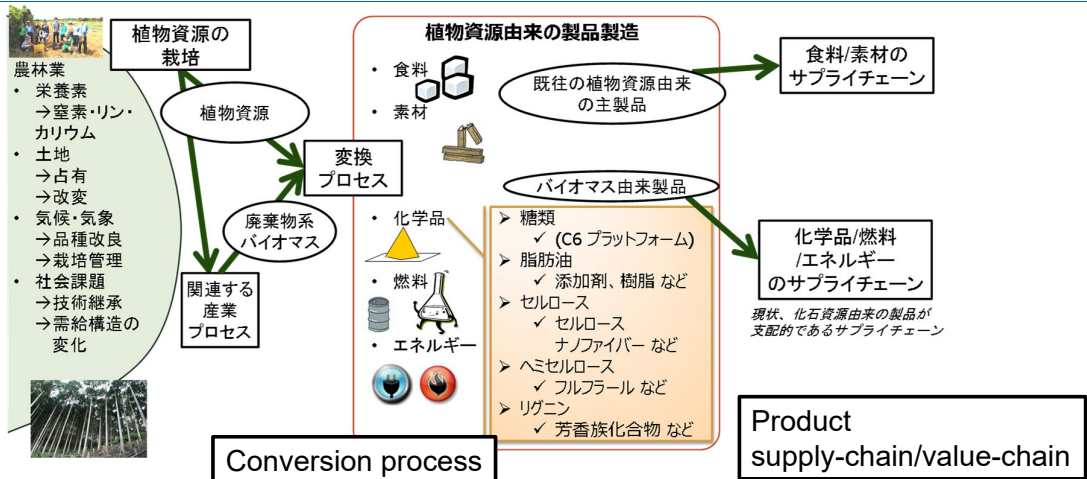 植物資源の
栽培
農林業
• 栄養素
→窒素・リン・
カリウム
• 土地
→占有
→改変
• 気候・気象
→品種改良
→栽培管理
• 社会課題
→技術継承
→需給構造の
変化
植物資源
廃棄物系
バイオマス
関連する
産業
プロセス
変換
プロセス
Conversion process
植物資源由来の製品製造
• 食料
• 素材
• 化学品
• 燃料
• エネルギー
既往の植物資源由来
の主製品
バイオマス由来製品
➢ 糖類
✓ (C6 プラットフォーム)
➢ 脂肪油
✓ 添加剤、樹脂 など
➢ セルロース
✓ セルロース
ナノファイバー など
➢ ヘミセルロース
✓ フルフラール など
➢ リグニン
✓ 芳香族化合物 など
食料/素材の
サプライチェーン
化学品/燃料
/エネルギー
のサプライチェーン
現状、化石資源由来の製品が
支配的であるサプライチェーン
Product
supply-chain/value-chain